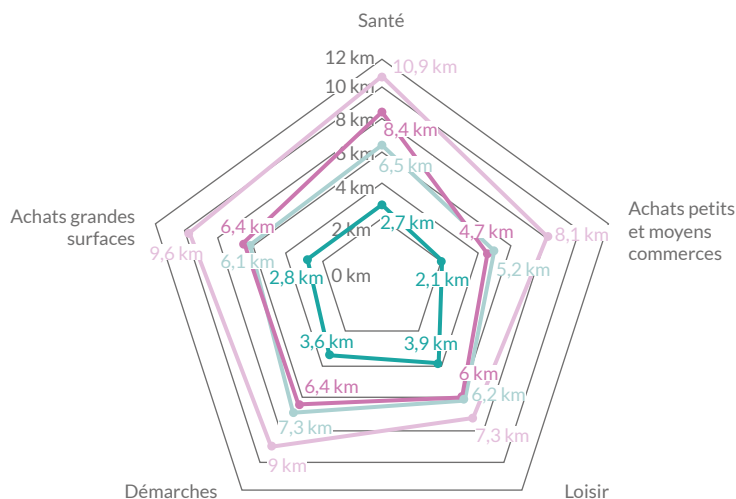 Santé
12 km
10,9 km
10 km
8 km
8,4 km
6 km
6,5 km
4 km
2,7 km
2 km
0 km
Achats grandes
surfaces
6,4 km
9,6 km
6,1 km
2,8 km
4,7 km
8,1 km
5,2 km
2,1 km
Achats petits
et moyens
commerces
3,6 km
3,9 km
6,4 km
6 km
6,2 km
7,3 km
7,3 km
9 km
Démarches
Loisir